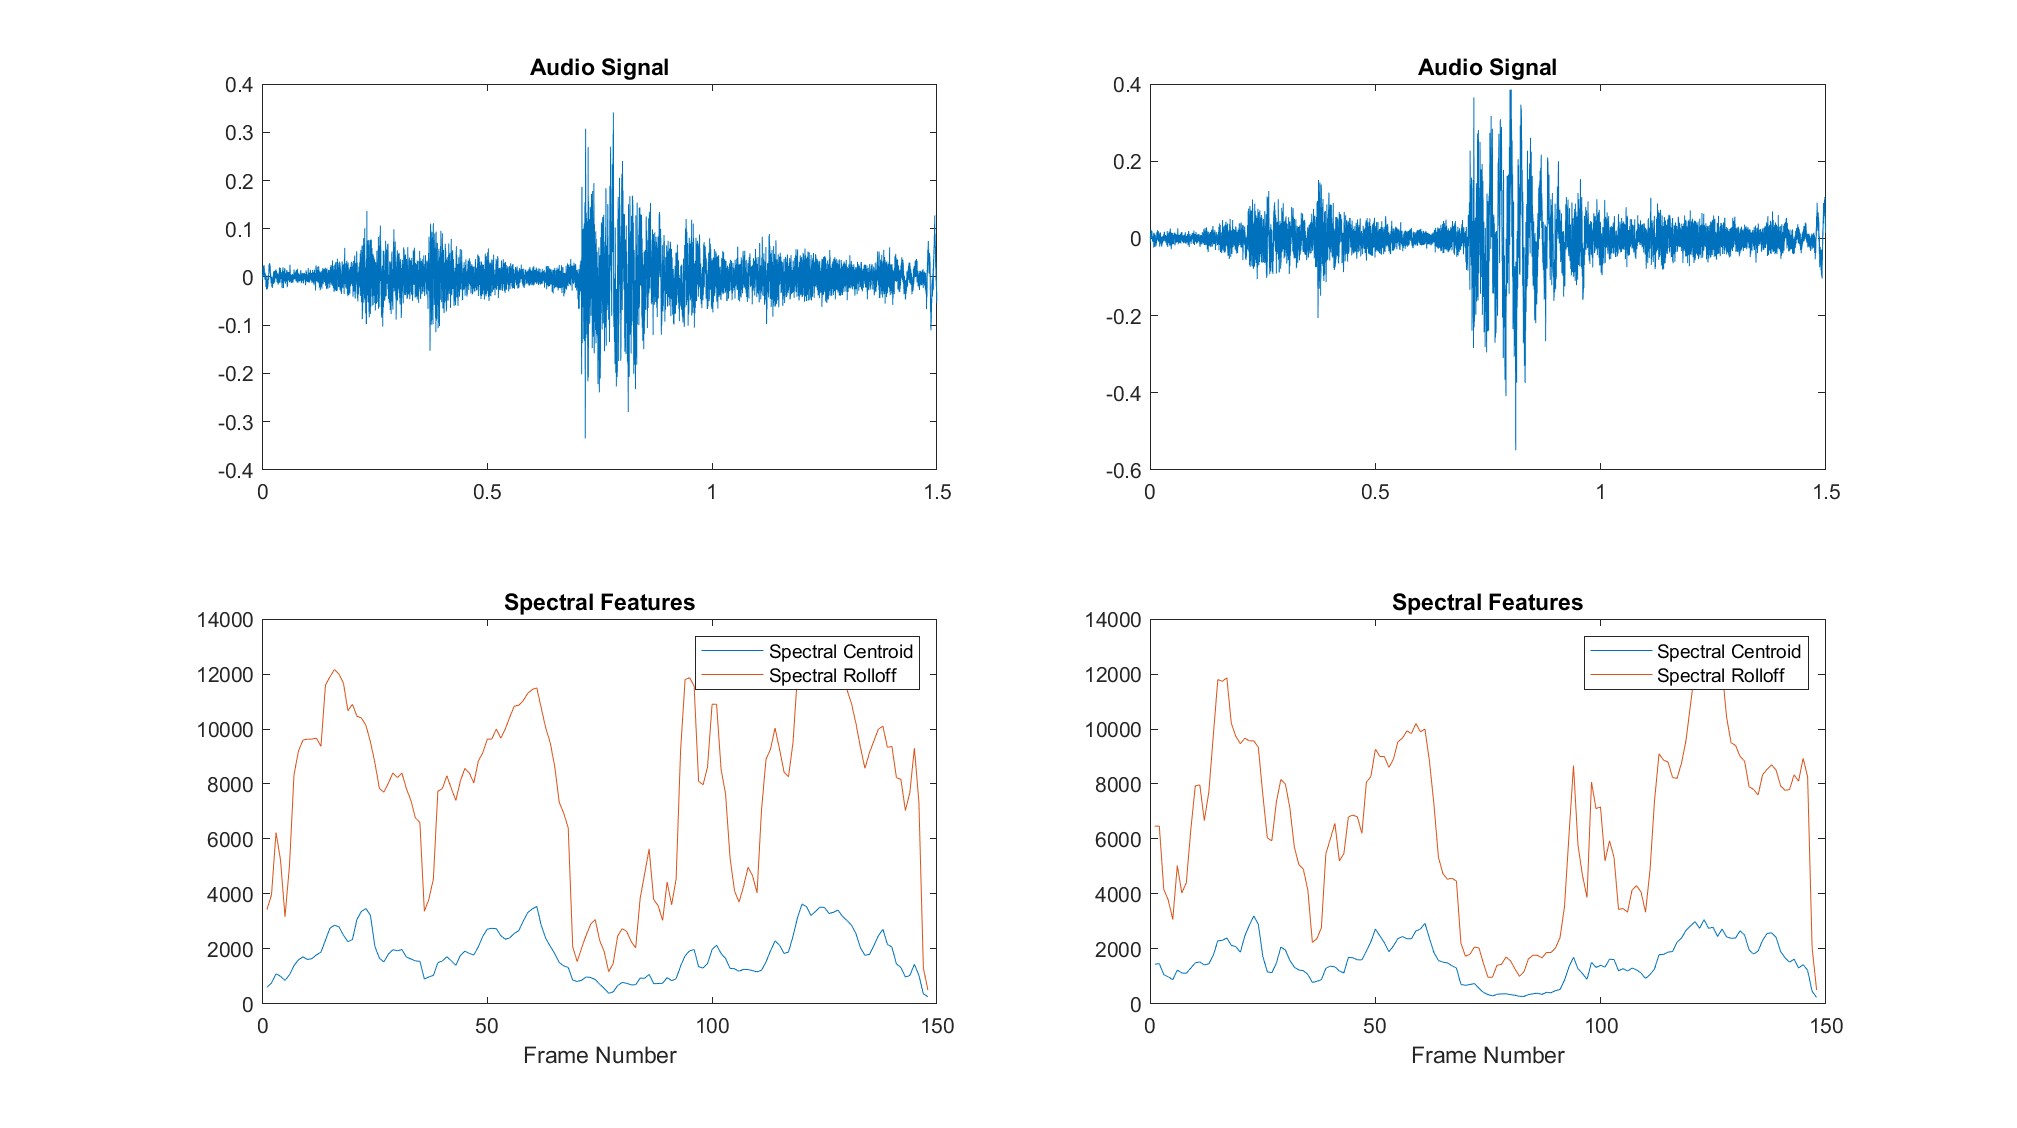 Audio Signal
0.4
0.3
0.2
0.1
0
-0.1
-0.2
-0.3
-0.4
0 0.5 1 1.5
Audio Signal
0.4
0.2
0
-0.2
-0.4
-0.6
0 0.5 1 1.5
Spectral Features
14000
12000
10000
8000
6000
4000
2000
0
Spectral Centroid
Spectral Rolloff
0 50 100 150
Frame Number
Spectral Features
14000
12000
10000
8000
6000
4000
2000
0
Spectral Centroid
Spectral Rolloff
0 50 100 150
Frame Number